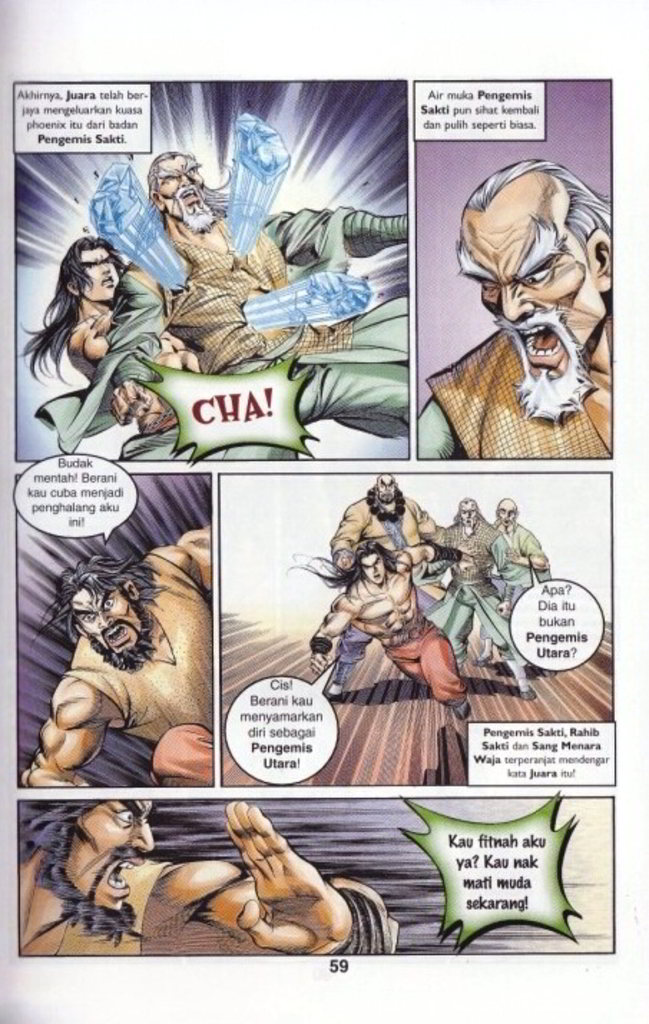 Akhirnya, Juara telah ber-
jaya mengeluarkan kuasa
phoenix itu dari badan
Pengemis Sakti.
CHA!
Air muka Pengemis
Sakti pun sihat kembali
dan pulih seperti biasa.
Budak
mentah! Berani
kau cuba menjadi
penghalang aku
ini!
Cis!
Berani kau
menyamarkan
diri sebagai
Pengemis
Utara!
Apa?
Dia itu
bukan
Pengemis
Utara?
Pengemis Sakti, Rahib
Sakti dan Sang Menara
Waja terperanjat mendengar
kata Juara itu!
Kau fitnah aku
ya? Kau nak
mati muda
sekarang!
59